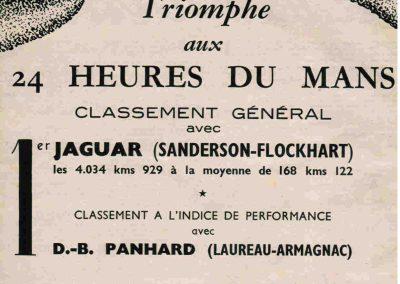 Triomphe
aux
24 HEURES DU MANS
CLASSEMENT GÉNÉRAL
avec
1er JAGUAR (SANDERSON-FLOCKHART)
les 4.034 kms 929 à la moyenne de 168 kms 122
★
CLASSEMENT A L'INDICE DE PERFORMANCE
avec
D.-B. PANHARD (LAUREAU-ARMAGNAC)